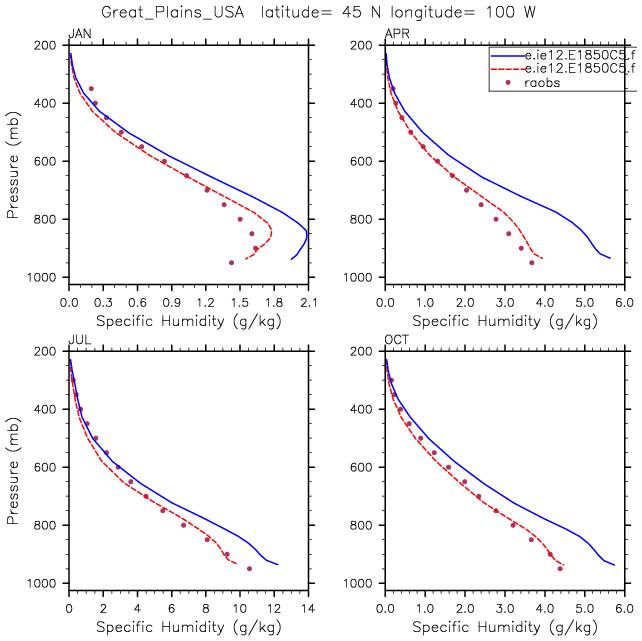 Great_Plains_USA latitude= 45 N longitude= 100 W
JAN
200
400
600
800
1000
Pressure (mb)
0.0 0.3 0.6 0.9 1.2 1.5 1.8 2.1
Specific Humidity (g/kg)
APR
e.ie12.E1850C5.f
e.ie12.E1850C5.f
raobs
200
400
600
800
1000
0.0 1.0 2.0 3.0 4.0 5.0 6.0
Specific Humidity (g/kg)
JUL
200
400
600
800
1000
Pressure (mb)
0 2 4 6 8 10 12 14
Specific Humidity (g/kg)
OCT
200
400
600
800
1000
0.0 1.0 2.0 3.0 4.0 5.0 6.0
Specific Humidity (g/kg)